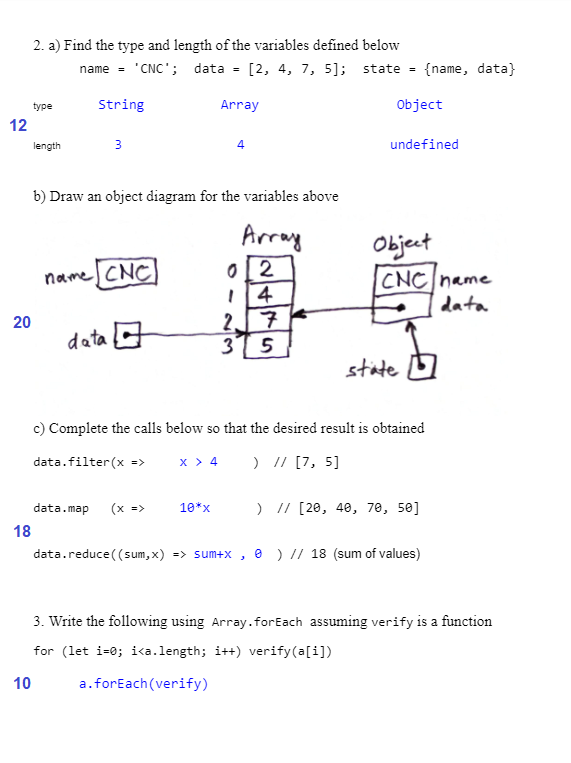 2. a) Find the type and length of the variables defined below
name = 'CNC'; data = [2, 4, 7, 5]; state = {name, data}
type String Array Object
12
length 3 4 undefined
b) Draw an object diagram for the variables above
Array Object
name CNC 0 2 CNC name
1 4 data
20 2 7
data 3 5
state
c) Complete the calls below so that the desired result is obtained
data.filter(x => x > 4 ) // [7, 5]
data.map (x => 10*x ) // [20, 40, 70, 50]
18
data.reduce((sum,x) => sum+x , 0 ) // 18 (sum of values)
3. Write the following using Array.forEach assuming verify is a function
for (let i=0; i<a.length; i++) verify(a[i])
10 a.forEach(verify)